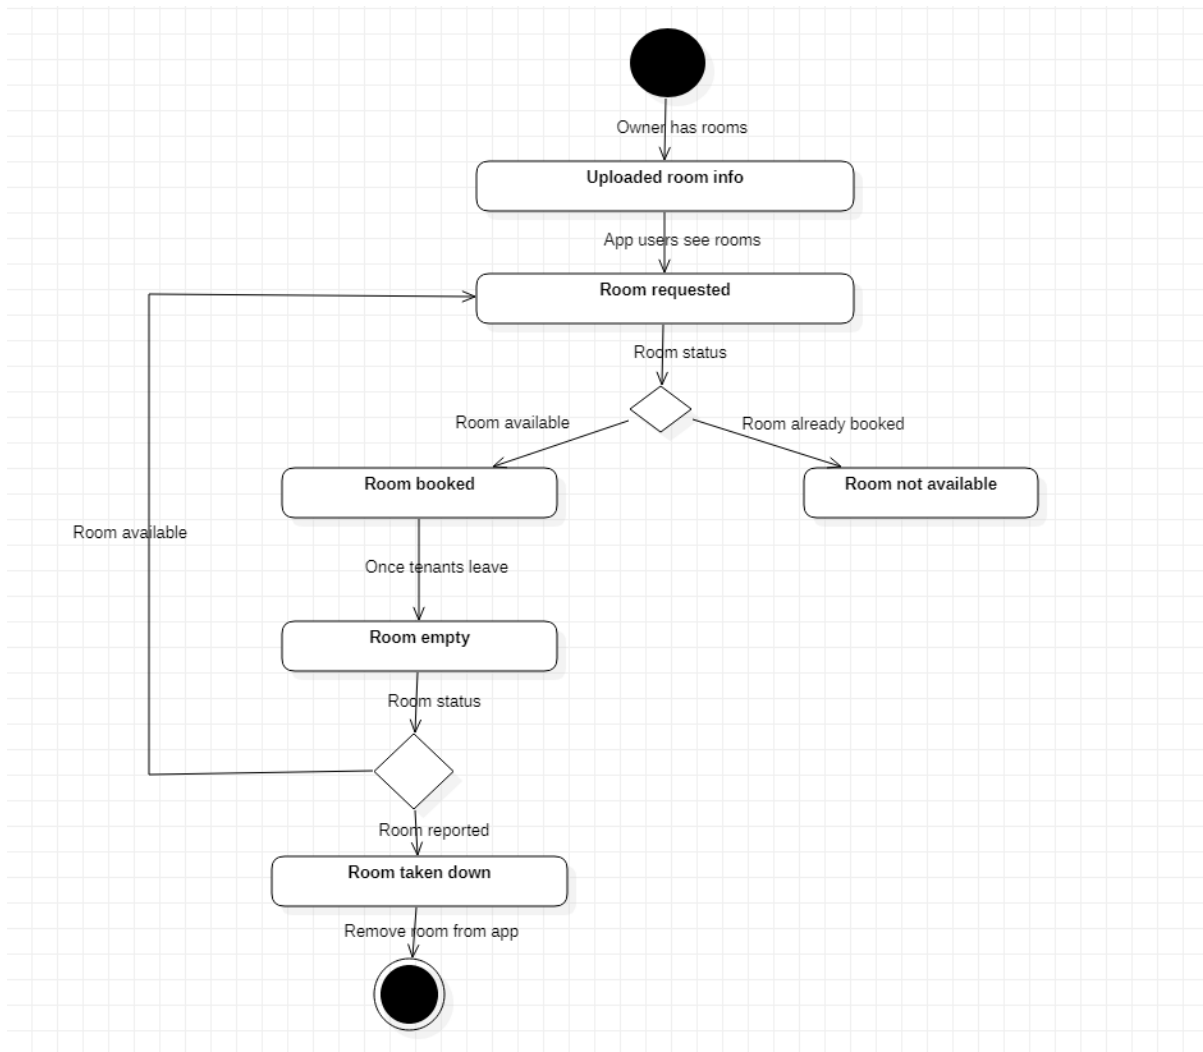 Owner has rooms
Uploaded room info
App users see rooms
Room requested
Room status
Room available
Room already booked
Room booked
Room not available
Room available
Once tenants leave
Room empty
Room status
Room reported
Room taken down
Remove room from app